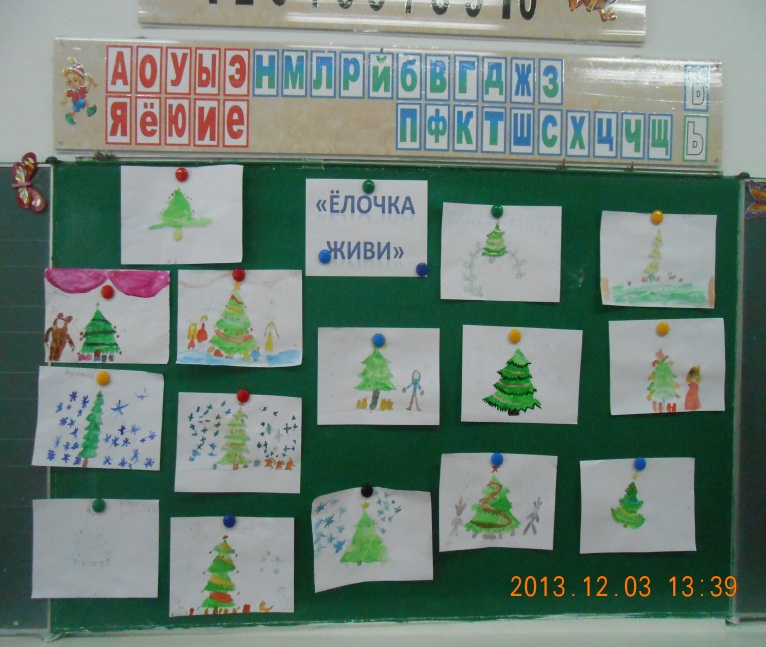 А О У Ы Э Н М Л Р Й Б В Г Д Ж З Ъ
Я Ё Ю И Е П Ф К Т Ш С Х Ц Ч Щ Ь
«ЁЛОЧКА
ЖИВИ»
2013.12.03 13:39